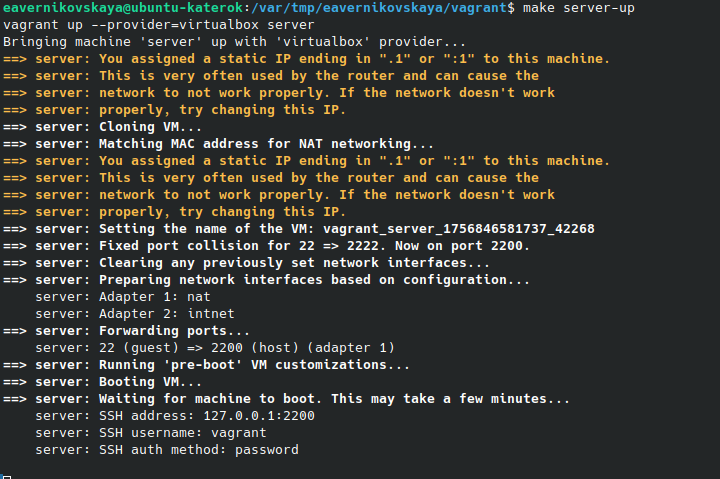 eavernikovskaya@ubuntu-katerok:/var/tmp/eavernikovskaya/vagrant$ make server-up
vagrant up --provider=virtualbox server
Bringing machine 'server' up with 'virtualbox' provider...
==> server: You assigned a static IP ending in ".1" or ":1" to this machine.
==> server: This is very often used by the router and can cause the
==> server: network to not work properly. If the network doesn't work
==> server: properly, try changing this IP.
==> server: Cloning VM...
==> server: Matching MAC address for NAT networking...
==> server: You assigned a static IP ending in ".1" or ":1" to this machine.
==> server: This is very often used by the router and can cause the
==> server: network to not work properly. If the network doesn't work
==> server: properly, try changing this IP.
==> server: Setting the name of the VM: vagrant_server_1756846581737_42268
==> server: Fixed port collision for 22 => 2222. Now on port 2200.
==> server: Clearing any previously set network interfaces...
==> server: Preparing network interfaces based on configuration...
    server: Adapter 1: nat
    server: Adapter 2: intnet
==> server: Forwarding ports...
    server: 22 (guest) => 2200 (host) (adapter 1)
==> server: Running 'pre-boot' VM customizations...
==> server: Booting VM...
==> server: Waiting for machine to boot. This may take a few minutes...
    server: SSH address: 127.0.0.1:2200
    server: SSH username: vagrant
    server: SSH auth method: password